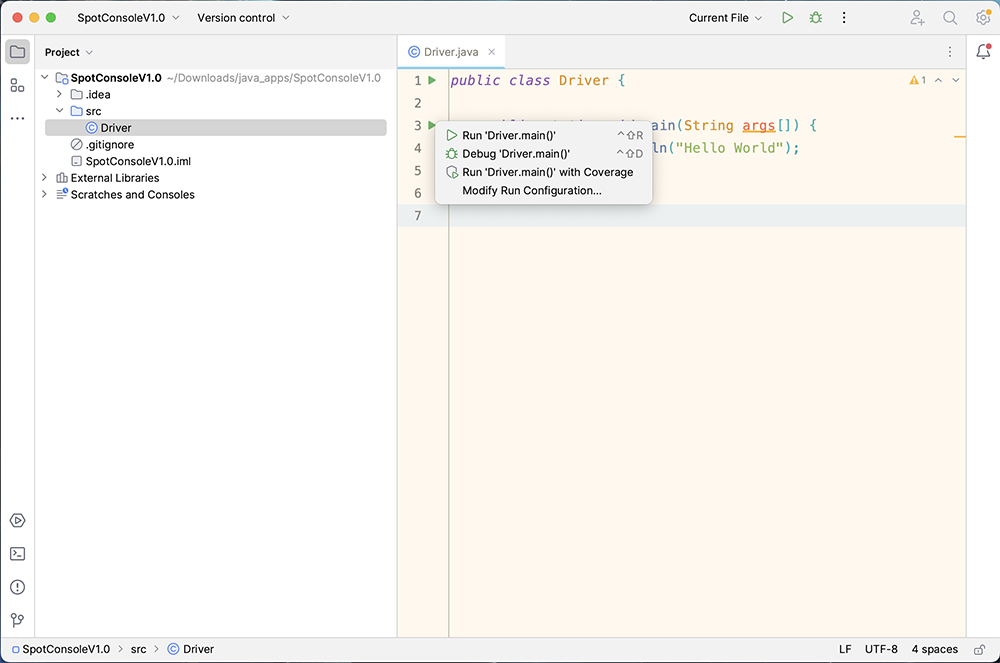 SpotConsoleV1.0 Version control Current File
Project
Driver.java
SpotConsoleV1.0 ~/Downloads/java_apps/SpotConsoleV1.0
.idea
src
Driver
.gitignore
SpotConsoleV1.0.iml
External Libraries
Scratches and Consoles
1 public class Driver { 1
2
3 ain(String args[]) {
4 ln("Hello World");
5
6
7
Run 'Driver.main()' ^⇧R
Debug 'Driver.main()' ^⇧D
Run 'Driver.main()' with Coverage
Modify Run Configuration...
SpotConsoleV1.0 > src > Driver LF UTF-8 4 spaces